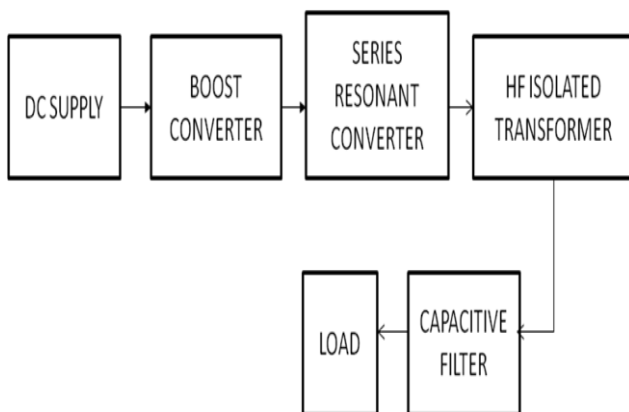 DC SUPPLY
BOOST
CONVERTER
SERIES
RESONANT
CONVERTER
HF ISOLATED
TRANSFORMER
LOAD
CAPACITIVE
FILTER